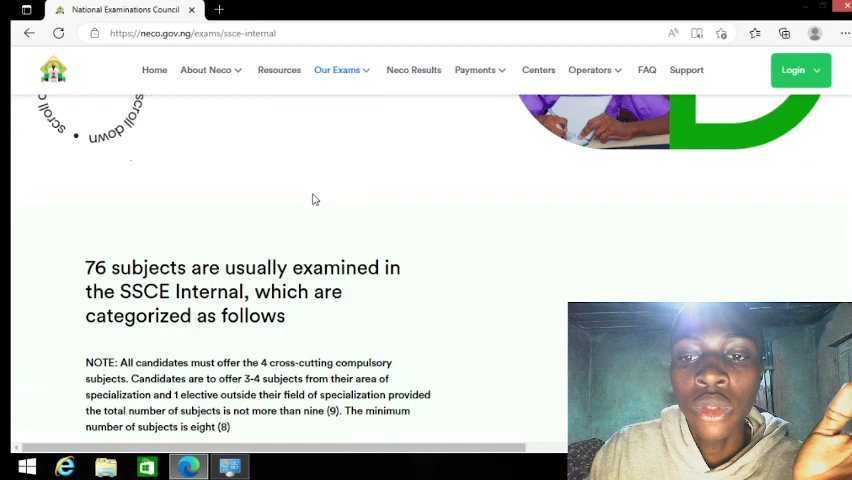 National Examinations Council
https://neco.gov.ng/exams/ssce-internal
Home About Neco Resources Our Exams Neco Results Payments Centers Operators FAQ Support Login
scroll down • scroll down
76 subjects are usually examined in
the SSCE Internal, which are
categorized as follows
NOTE: All candidates must offer the 4 cross-cutting compulsory
subjects. Candidates are to offer 3-4 subjects from their area of
specialization and 1 elective outside their field of specialization provided
the total number of subjects is not more than nine (9). The minimum
number of subjects is eight (8)